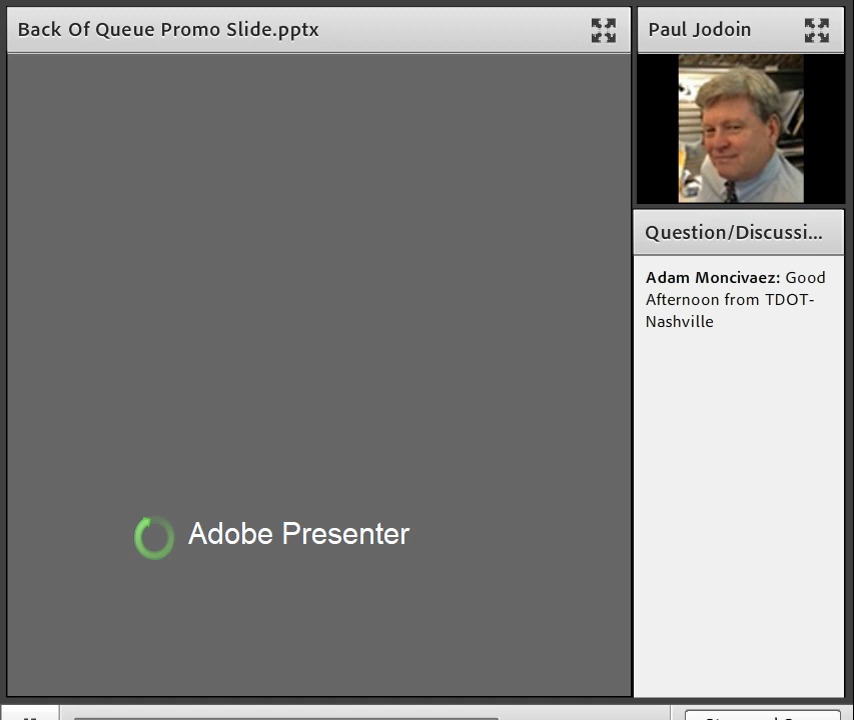 Back Of Queue Promo Slide.pptx
Paul Jodoin
Question/Discussi...
Adam Moncivaez: Good
Afternoon from TDOT-
Nashville
Adobe Presenter